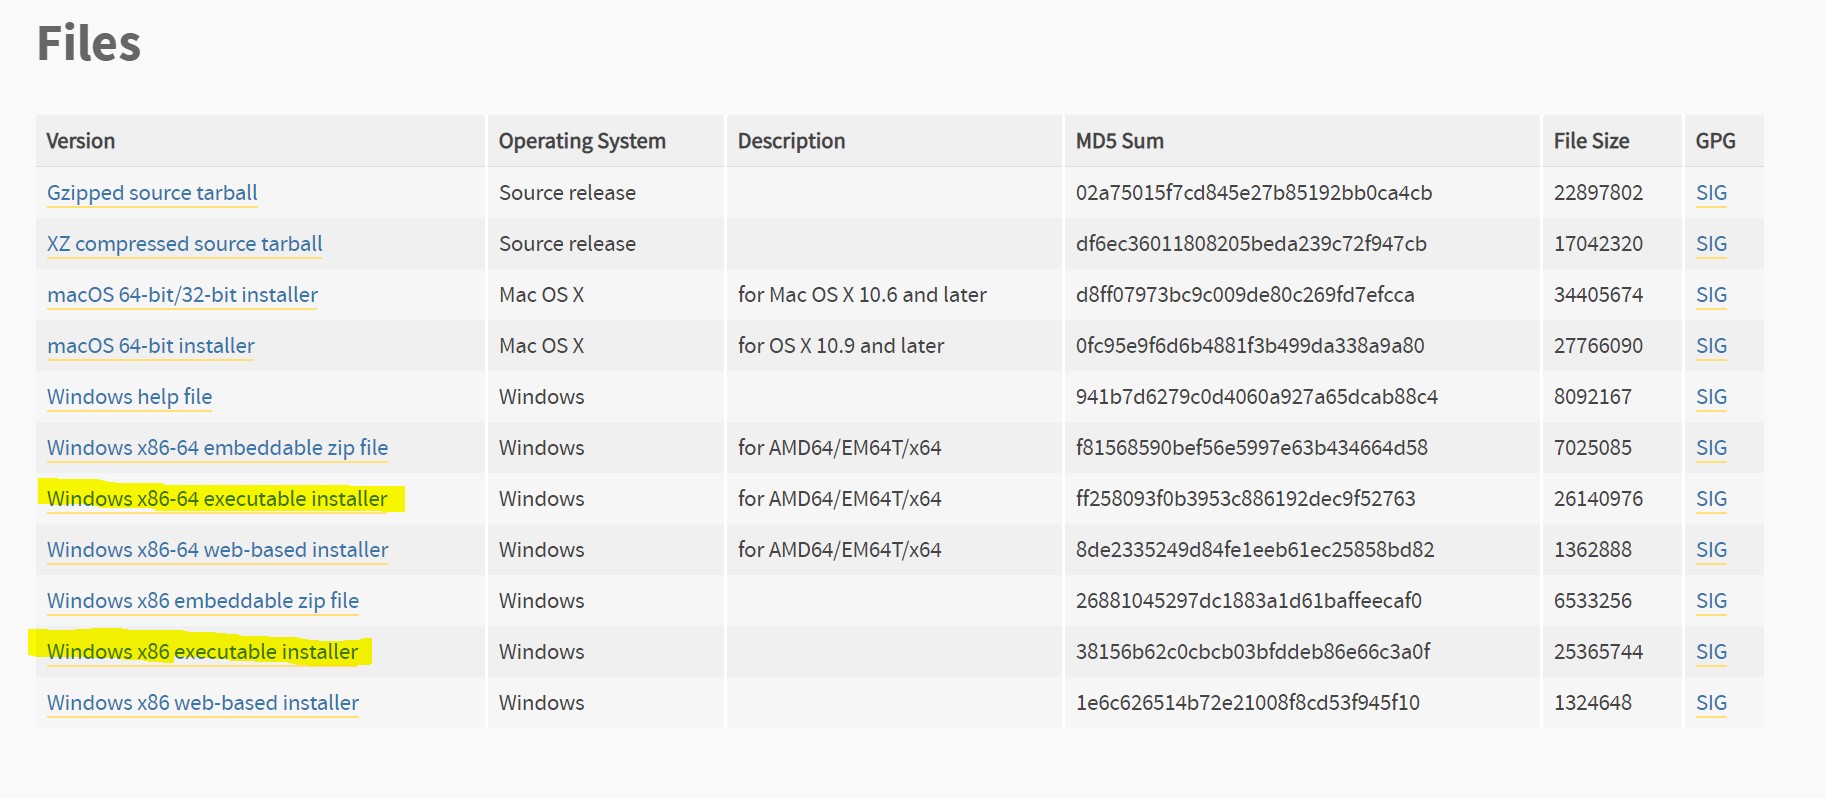 Files
Version Operating System Description MD5 Sum File Size GPG
Gzipped source tarball Source release 02a75015f7cd845e27b85192bb0ca4cb 22897802 SIG
XZ compressed source tarball Source release df6ec36011808205beda239c72f947cb 17042320 SIG
macOS 64-bit/32-bit installer Mac OS X for Mac OS X 10.6 and later d8ff07973bc9c009de80c269fd7efcca 34405674 SIG
macOS 64-bit installer Mac OS X for OS X 10.9 and later 0fc95e9f6d6b4881f3b499da338a9a80 27766090 SIG
Windows help file Windows 941b7d6279c0d4060a927a65dcab88c4 8092167 SIG
Windows x86-64 embeddable zip file Windows for AMD64/EM64T/x64 f81568590bef56e5997e63b434664d58 7025085 SIG
Windows x86-64 executable installer Windows for AMD64/EM64T/x64 ff258093f0b3953c886192dec9f52763 26140976 SIG
Windows x86-64 web-based installer Windows for AMD64/EM64T/x64 8de2335249d84fe1eeb61ec25858bd82 1362888 SIG
Windows x86 embeddable zip file Windows 26881045297dc1883a1d61baffeecaf0 6533256 SIG
Windows x86 executable installer Windows 38156b62c0cbcb03bfddeb86e66c3a0f 25365744 SIG
Windows x86 web-based installer Windows 1e6c626514b72e21008f8cd53f945f10 1324648 SIG